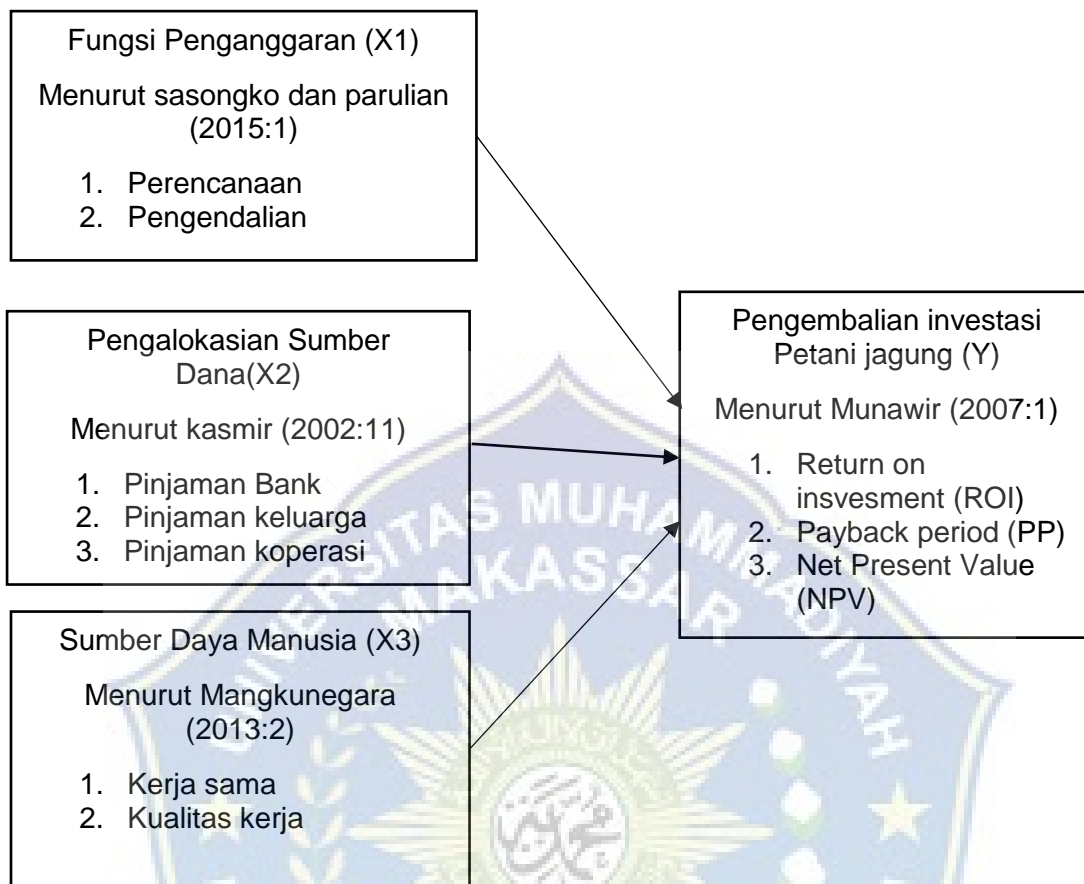 Fungsi Penganggaran (X1)
Menurut sasongko dan parulian
(2015:1)
1. Perencanaan
2. Pengendalian
Pengalokasian Sumber
Dana(X2)
Menurut kasmir (2002:11)
1. Pinjaman Bank
2. Pinjaman keluarga
3. Pinjaman koperasi
Sumber Daya Manusia (X3)
Menurut Mangkunegara
(2013:2)
1. Kerja sama
2. Kualitas kerja
Pengembalian investasi
Petani jagung (Y)
Menurut Munawir (2007:1)
1. Return on
insvesment (ROI)
2. Payback period (PP)
3. Net Present Value
(NPV)
UNIVERSITAS MUHAMMADIYAH
MAKASSAR